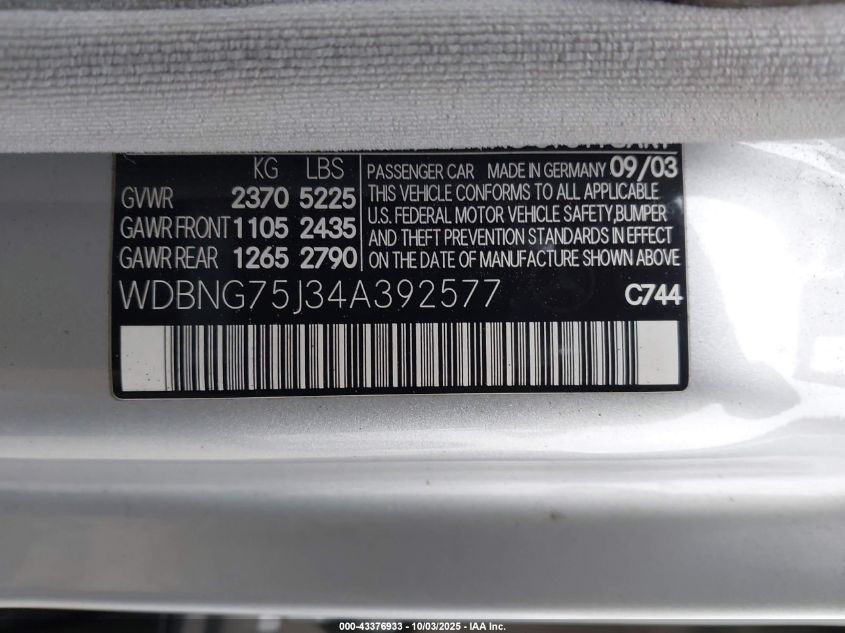 KG LBS
GVWR 2370 5225
GAWR FRONT 1105 2435
GAWR REAR 1265 2790
PASSENGER CAR MADE IN GERMANY 09/03
THIS VEHICLE CONFORMS TO ALL APPLICABLE
U.S. FEDERAL MOTOR VEHICLE SAFETY,BUMPER
AND THEFT PREVENTION STANDARDS IN EFFECT
ON THE DATE OF MANUFACTURE SHOWN ABOVE
WDBNG75J34A392577 C744
000-43376933 - 10/03/2025 - IAA Inc.